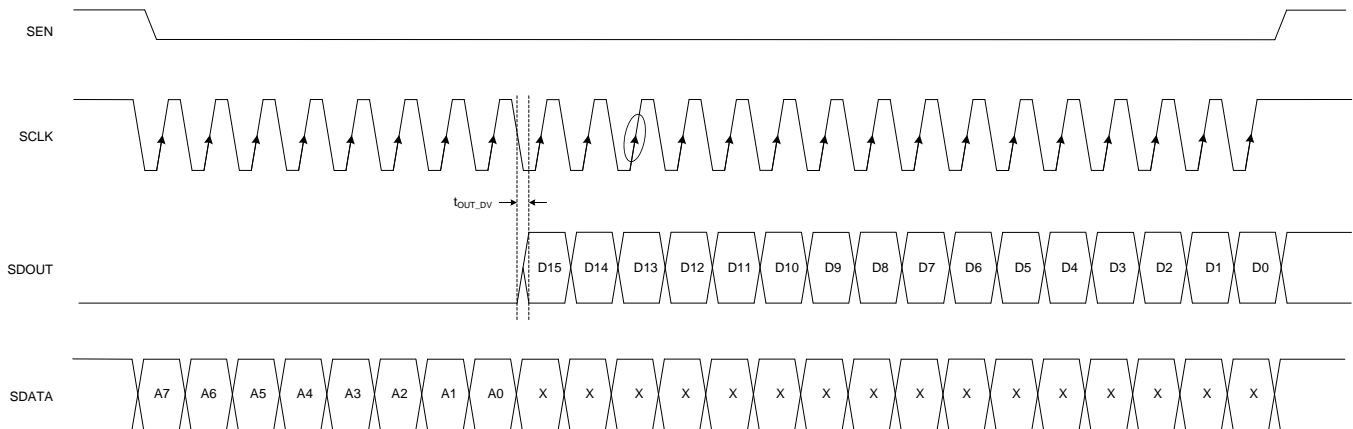 SEN
SCLK
tOUT_DV
SDOUT
D15 D14 D13 D12 D11 D10 D9 D8 D7 D6 D5 D4 D3 D2 D1 D0
SDATA
A7 A6 A5 A4 A3 A2 A1 A0 X X X X X X X X X X X X X X X X